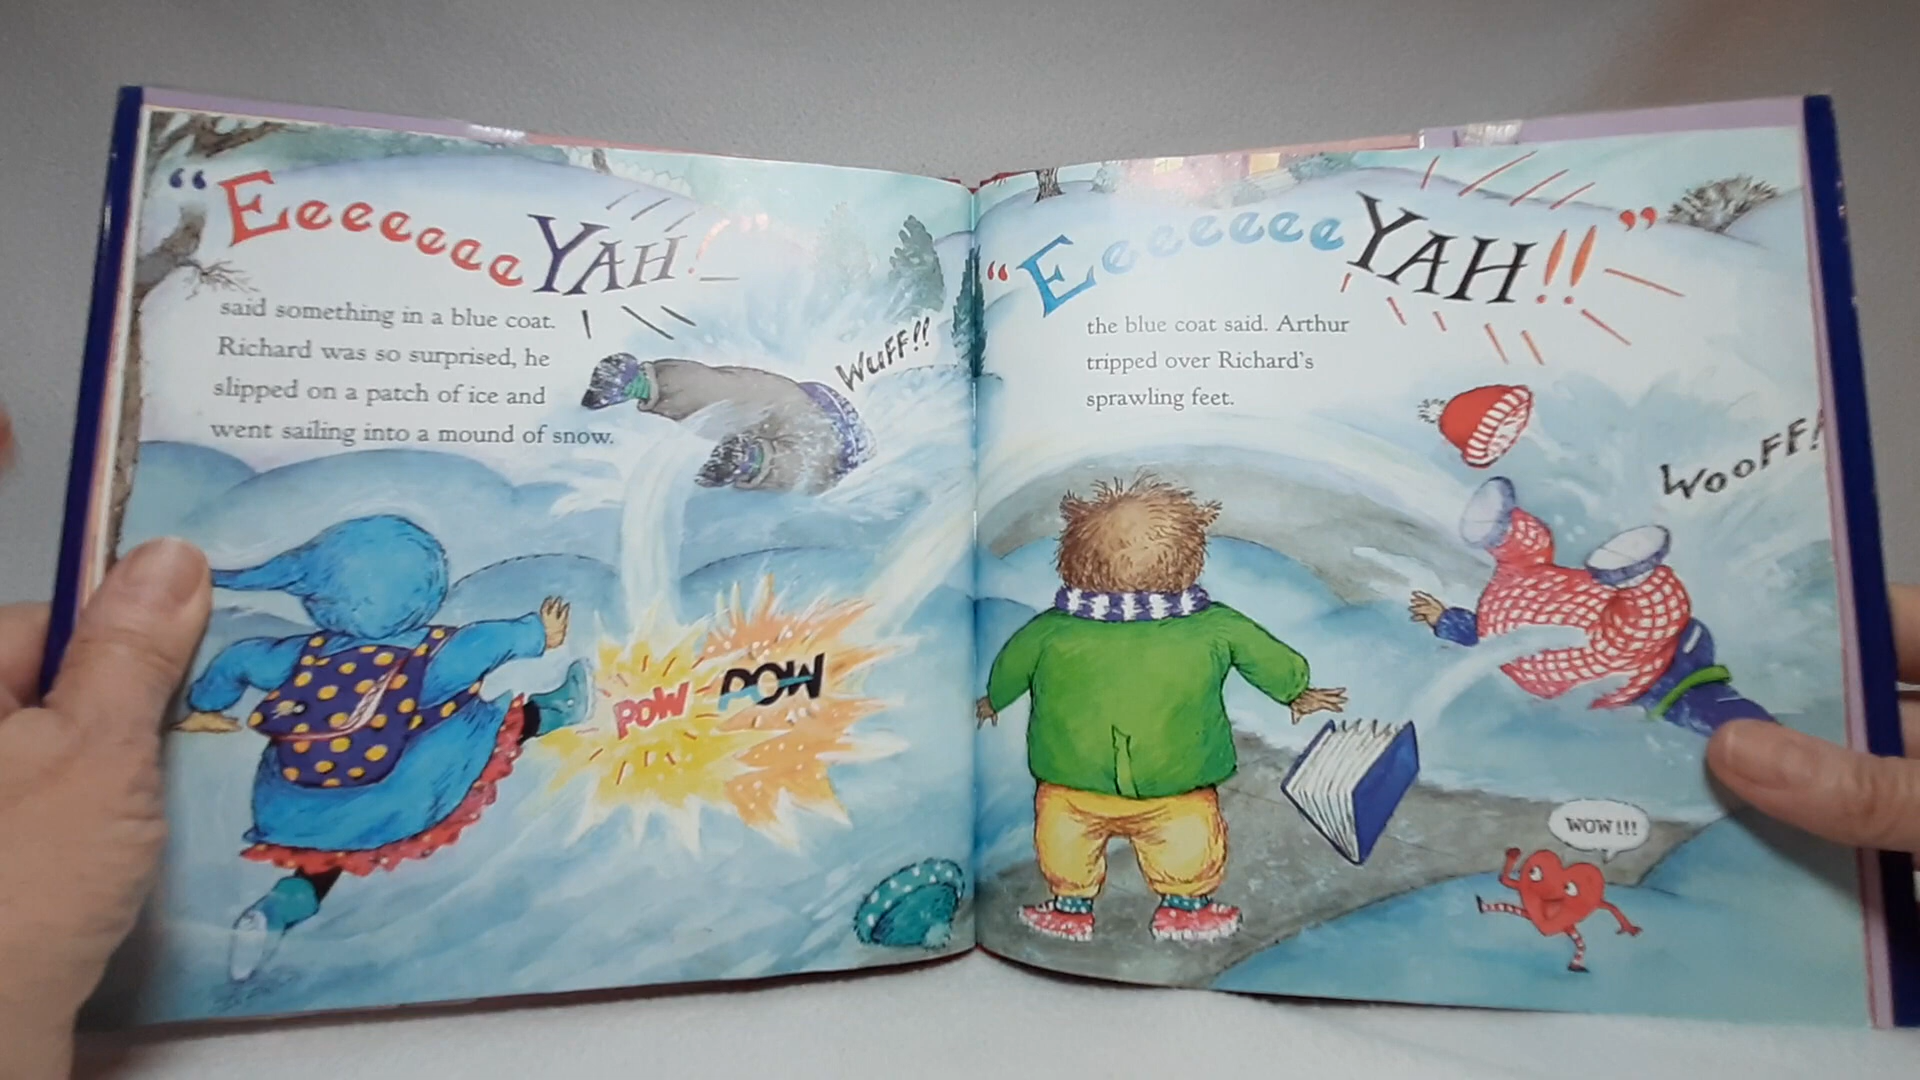 “EeeeeeeYAH!
said something in a blue coat.
Richard was so surprised, he
slipped on a patch of ice and
went sailing into a mound of snow.
WUFF!!
POW POW
“EeeeeeeeYAH!!”
the blue coat said. Arthur
tripped over Richard's
sprawling feet.
WOOFF!
WOW!!!